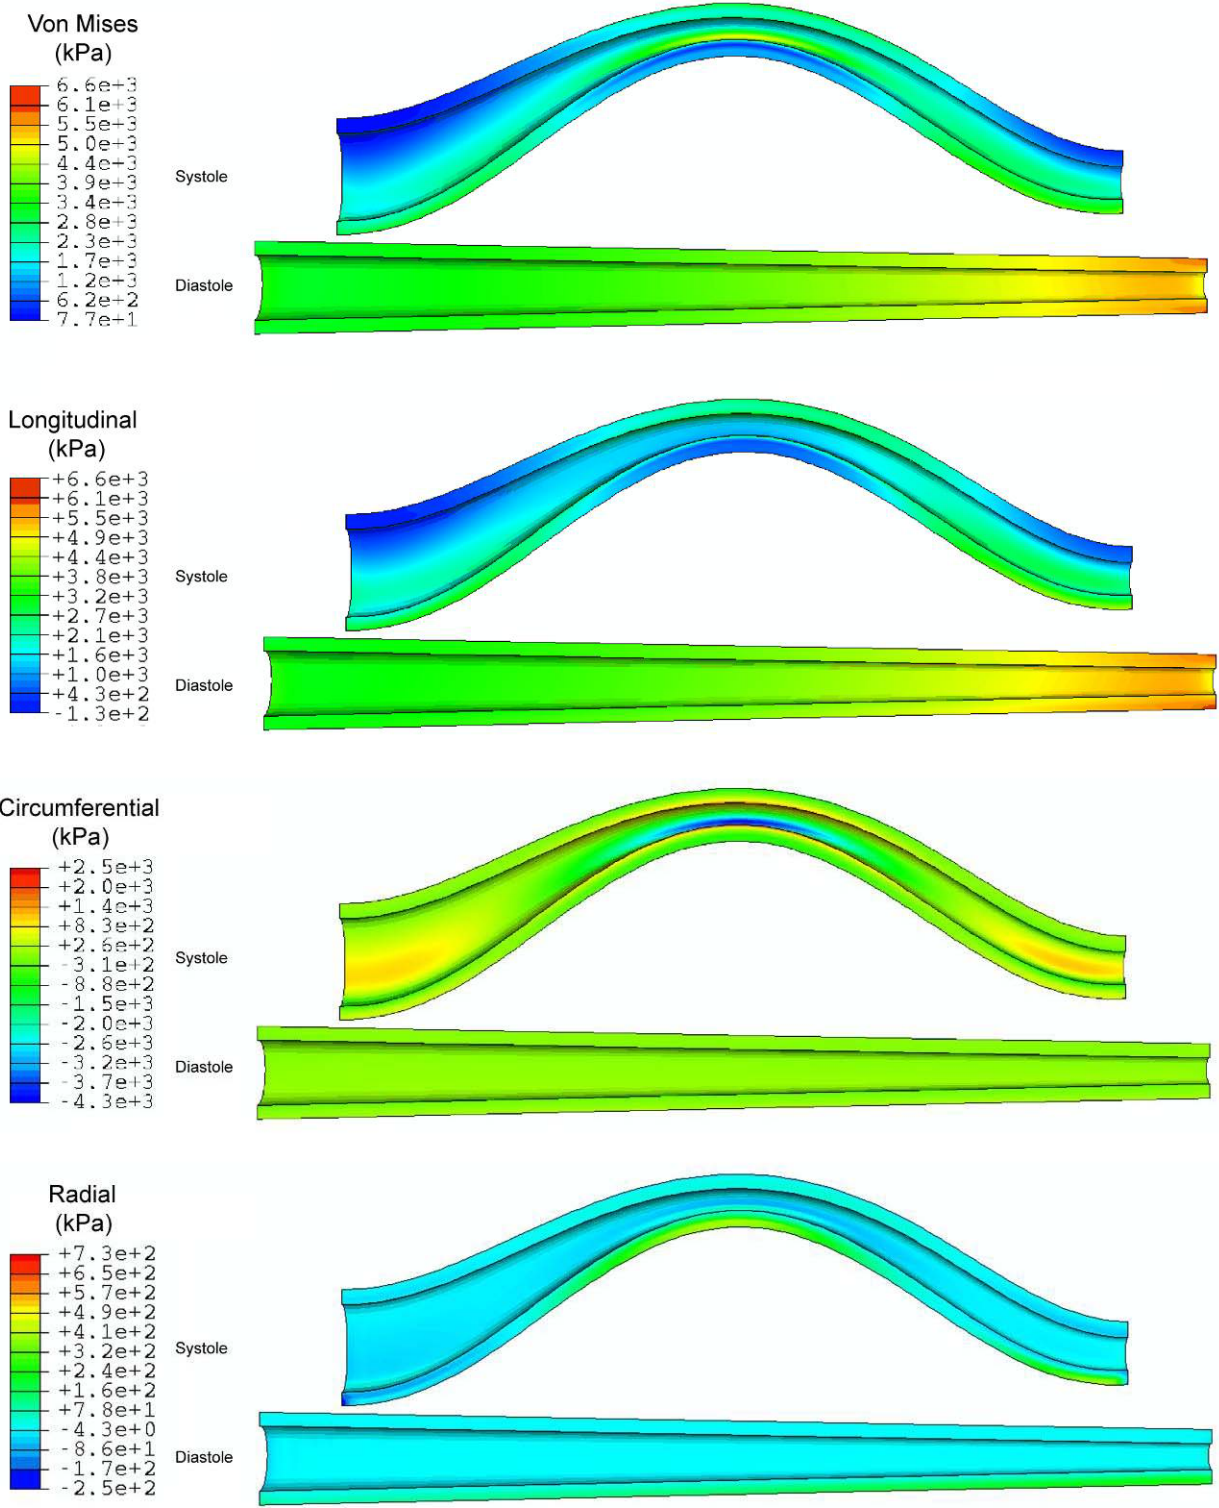 Von Mises
(kPa)
6.6e+3
6.1e+3
5.5e+3
5.0e+3
4.4e+3
3.9e+3
3.4e+3
2.8e+3
2.3e+3
1.7e+3
1.2e+3
6.2e+2
7.7e+1
Systole
Diastole
Longitudinal
(kPa)
+6.6e+3
+6.1e+3
+5.5e+3
+4.9e+3
+4.4e+3
+3.8e+3
+3.2e+3
+2.7e+3
+2.1e+3
+1.6e+3
+1.0e+3
+4.3e+2
-1.3e+2
Systole
Diastole
Circumferential
(kPa)
+2.5e+3
+2.0e+3
+1.4e+3
+8.3e+2
+2.6e+2
-3.1e+2
-8.8e+2
-1.5e+3
-2.0e+3
-2.6e+3
-3.2e+3
-3.7e+3
-4.3e+3
Systole
Diastole
Radial
(kPa)
+7.3e+2
+6.5e+2
+5.7e+2
+4.9e+2
+4.1e+2
+3.2e+2
+2.4e+2
+1.6e+2
+7.8e+1
-4.3e+0
-8.6e+1
-1.7e+2
-2.5e+2
Systole
Diastole